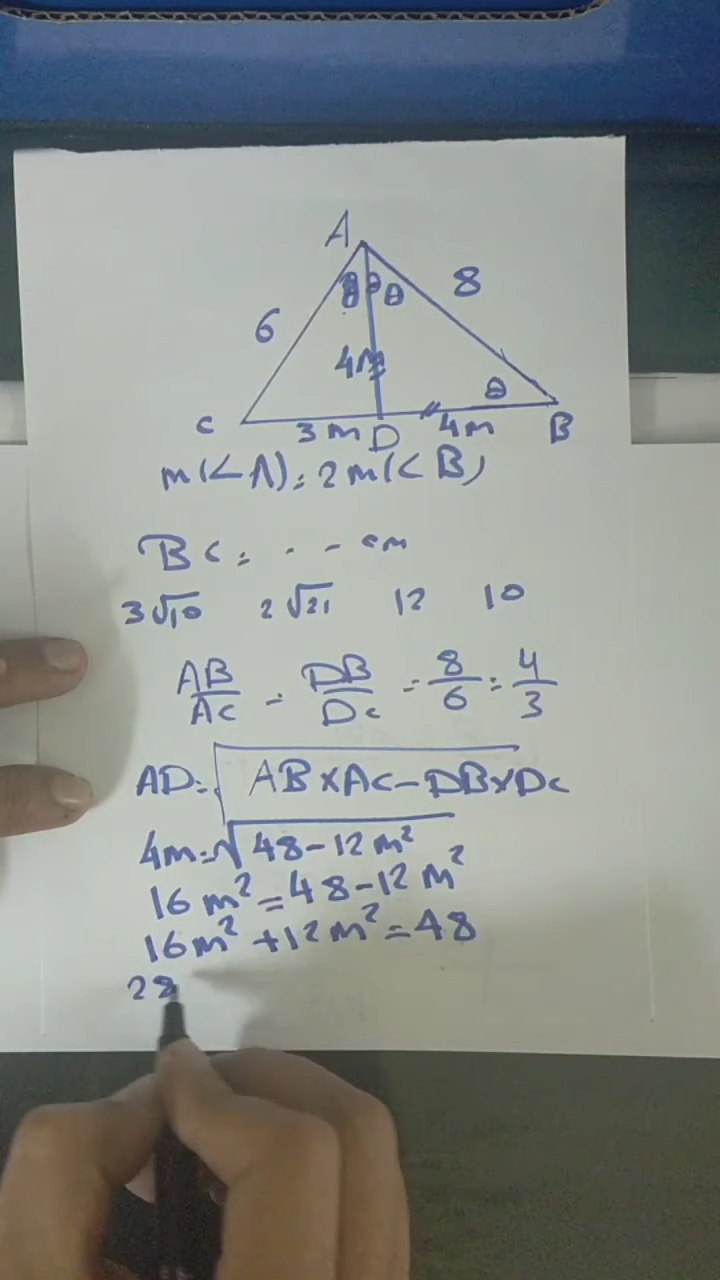 A
θ θ θ
6 8
4m
θ
C 3m D 4m B
m(<A) = 2m(<B)
BC = . . - cm
3√10 2√21 12 10
AB/AC = DB/DC = 8/6 = 4/3
AD = √AB×AC-DB×DC
4m = √48-12m²
16m² = 48-12m²
16m² + 12m² = 48
28